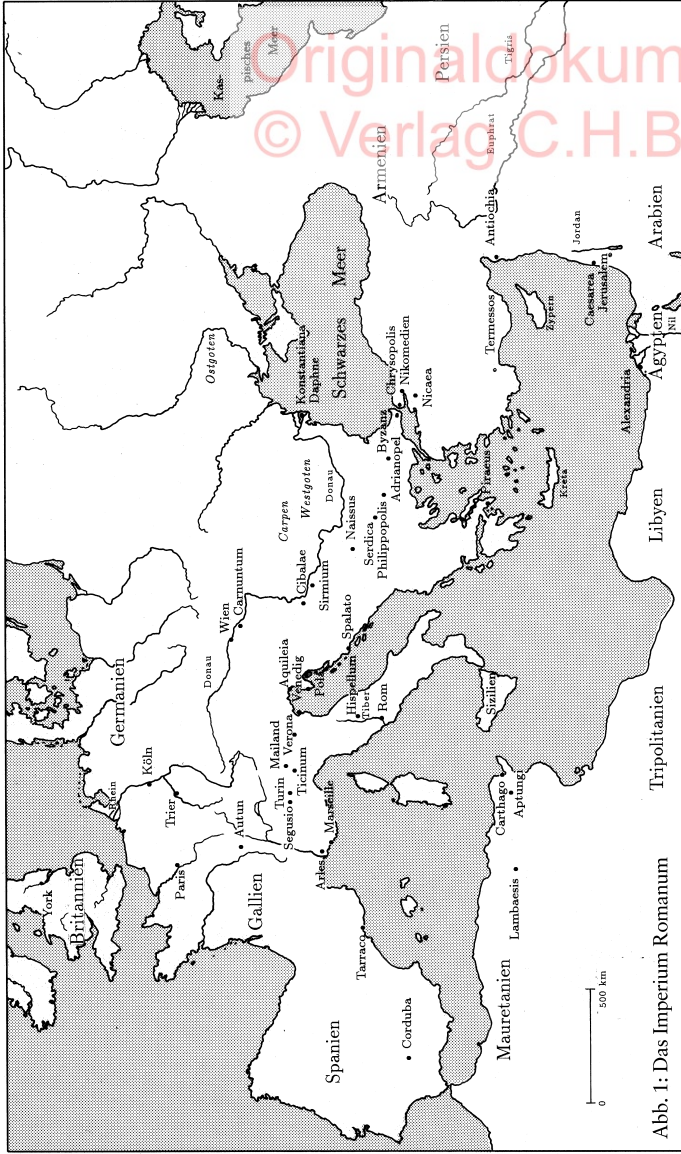 Originaldokum
© Verlag C.H.B
Kas-
pisches
Meer
Persien
Tigris
Euphrat
Armenien
Arabien
Jordan
Antiochia
Caesarea
Jerusalem
Zypern
Termessos
Ägypten
Nil
Alexandria
Schwarzes Meer
Ostgoten
Konstantiana
Daphne
Chrysopolis
Nikomedien
Nicaea
Byzanz
Adrianopel
Piraeus
Kreta
Libyen
Carpen
Westgoten
Donau
Naissus
Serdica
Philippopolis
Cibalae
Sirmium
Wien
Carnuntum
Donau
Spalato
Aquileia
Venedig
Pola
Hispellum
Tiber
Rom
Sizilien
Germanien
Köln
Rhein
Trier
Mailand
Verona
Turin
Ticinum
Segusio
Marseille
Autun
Arles
Paris
Gallien
York
Britannien
Tripolitanien
Carthago
Aptungi
Lambaesis
Tarraco
Spanien
Corduba
Mauretanien
0 500 km
Abb. 1: Das Imperium Romanum